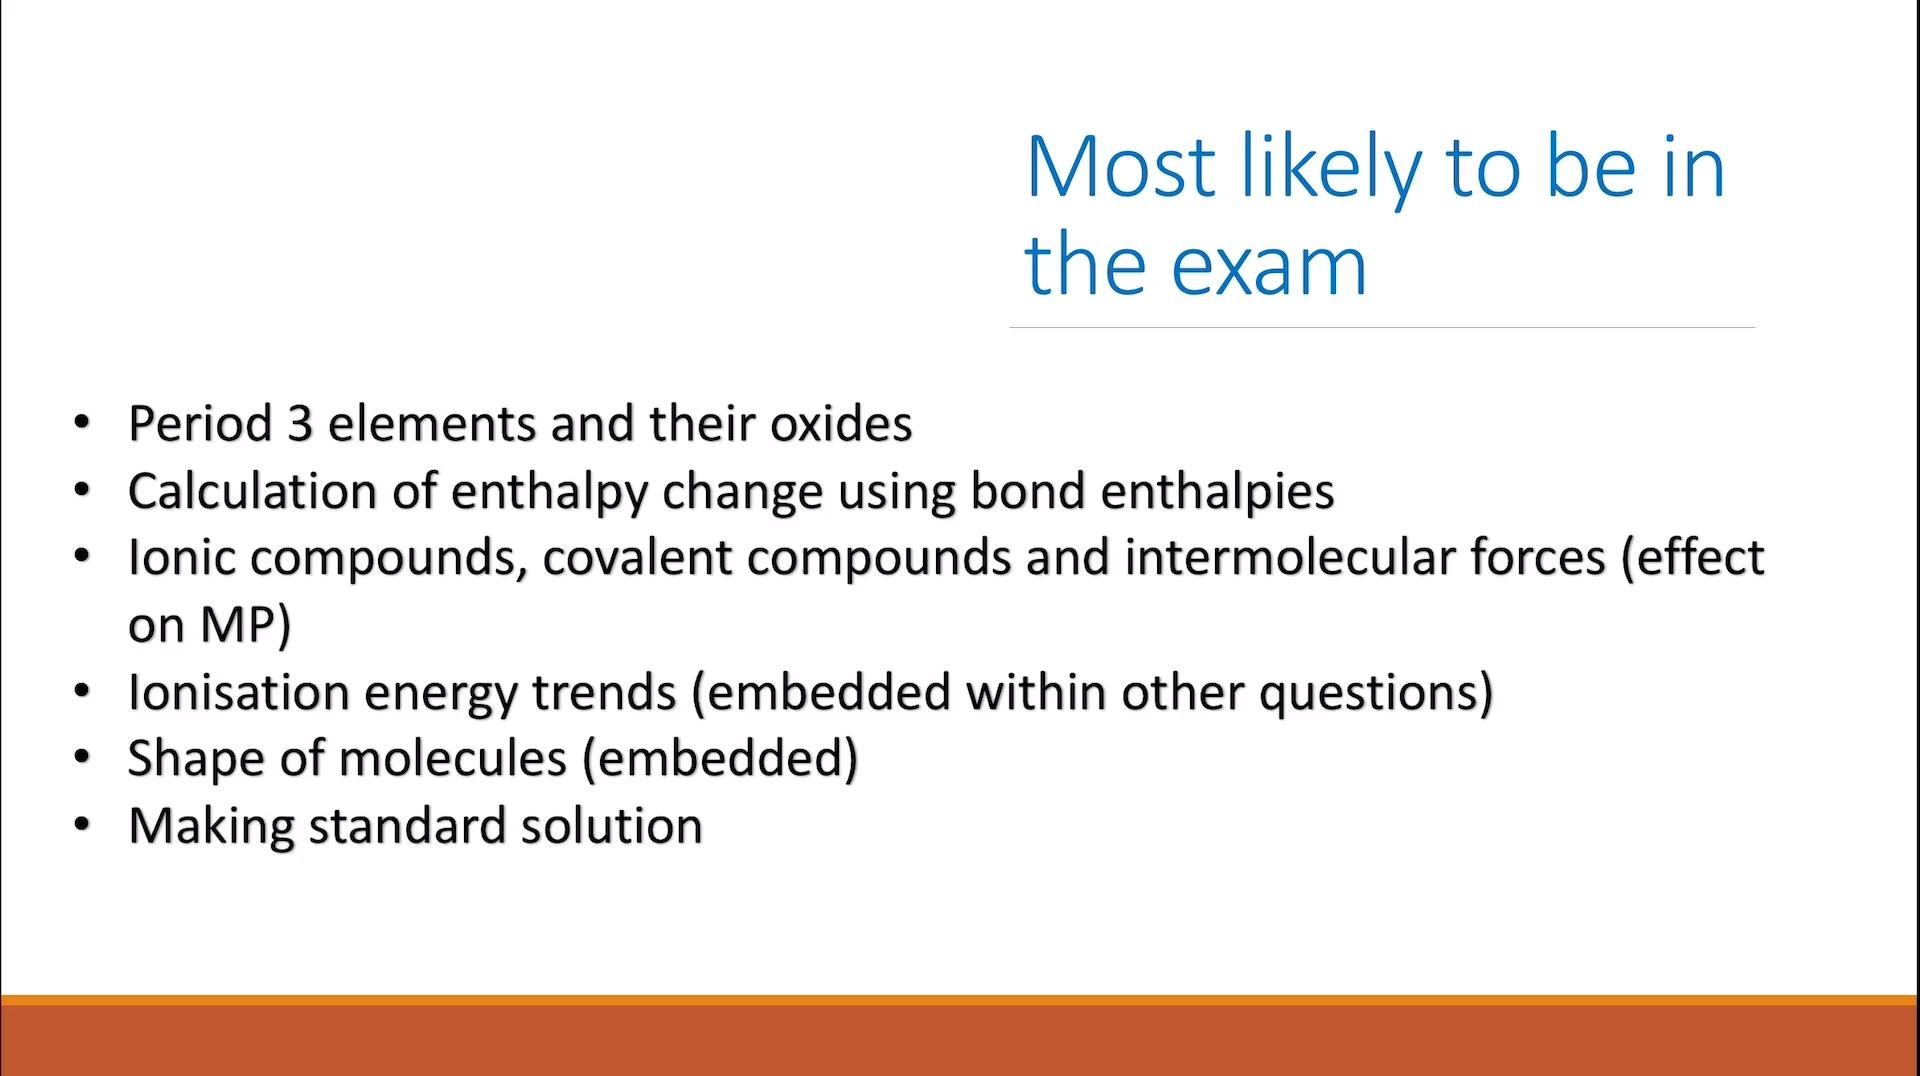 Most likely to be in
the exam
• Period 3 elements and their oxides
• Calculation of enthalpy change using bond enthalpies
• Ionic compounds, covalent compounds and intermolecular forces (effect
on MP)
• Ionisation energy trends (embedded within other questions)
• Shape of molecules (embedded)
• Making standard solution